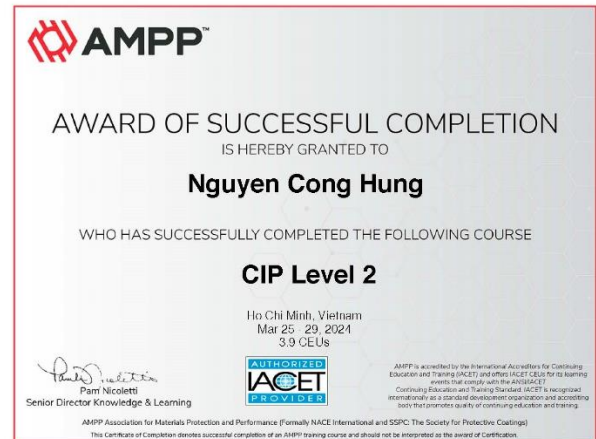 AMPP™
AWARD OF SUCCESSFUL COMPLETION
IS HEREBY GRANTED TO
Nguyen Cong Hung
WHO HAS SUCCESSFULLY COMPLETED THE FOLLOWING COURSE
CIP Level 2
Ho Chi Minh, Vietnam
Mar 25 - 29, 2024
3.9 CEUs
Pam Nicoletti
Pam Nicoletti
Senior Director Knowledge & Learning
AUTHORIZED
IACET
PROVIDER
AMPP is accredited by the International Accreditors for Continuing
Education and Training (IACET) and offers IACET CEUs for its learning
events that comply with the ANSI/IACET
Continuing Education and Training Standard. IACET is recognized
internationally as a standard development organization and accrediting
body that promotes quality of continuing education and training.
AMPP Association for Materials Protection and Performance (Formally NACE International and SSPC: The Society for Protective Coatings)
This Certificate of Completion denotes successful completion of an AMPP training course and should not be interpreted as the award of Certification.